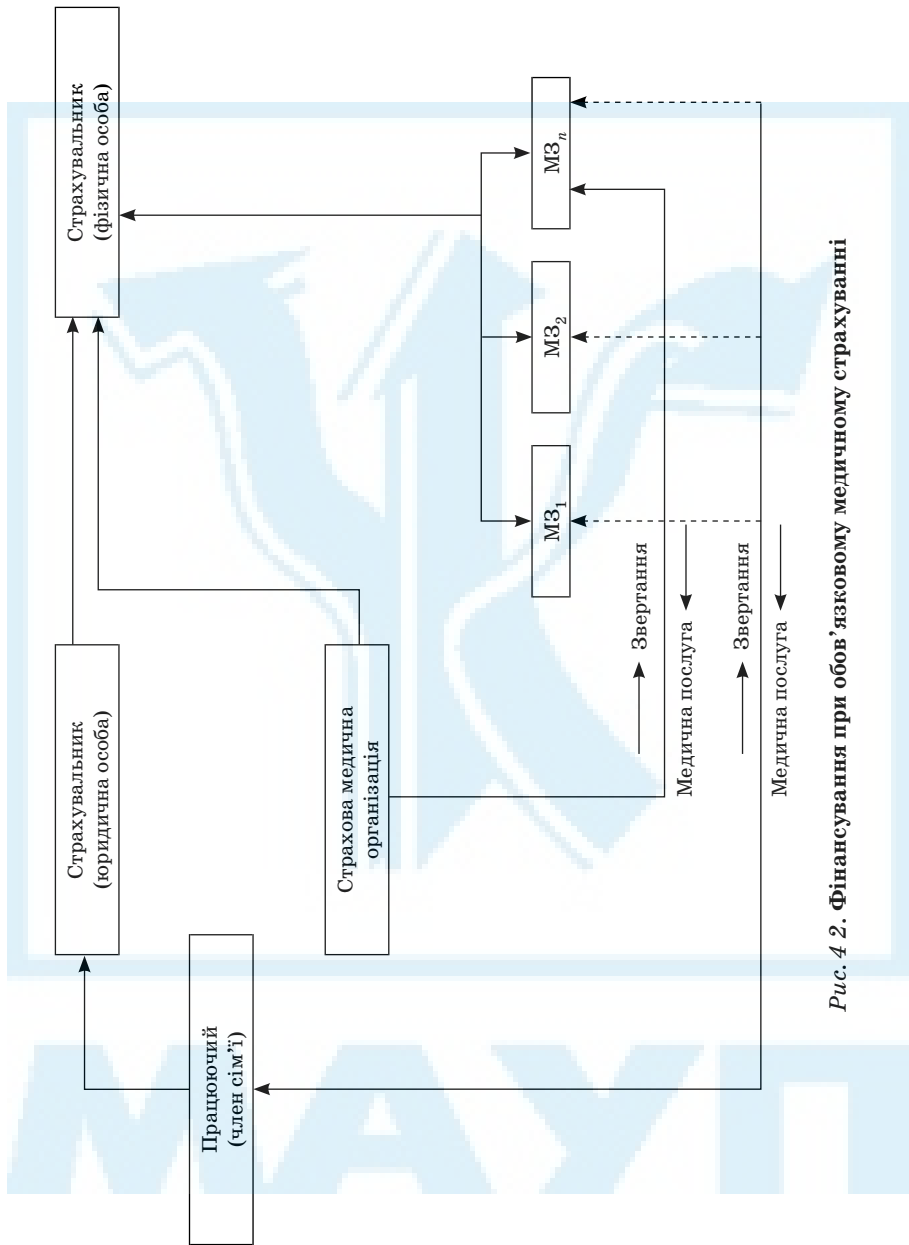 Працюючий
(член сім’ї)
Страхувальник
(юридична особа)
Страхувальник
(фізична особа)
Страхова медична
організація
МЗ1
МЗ2
МЗn
Звертання
Медична послуга
Звертання
Медична послуга
Рис. 4 2. Фінансування при обов’язковому медичному страхуванні
МАУП